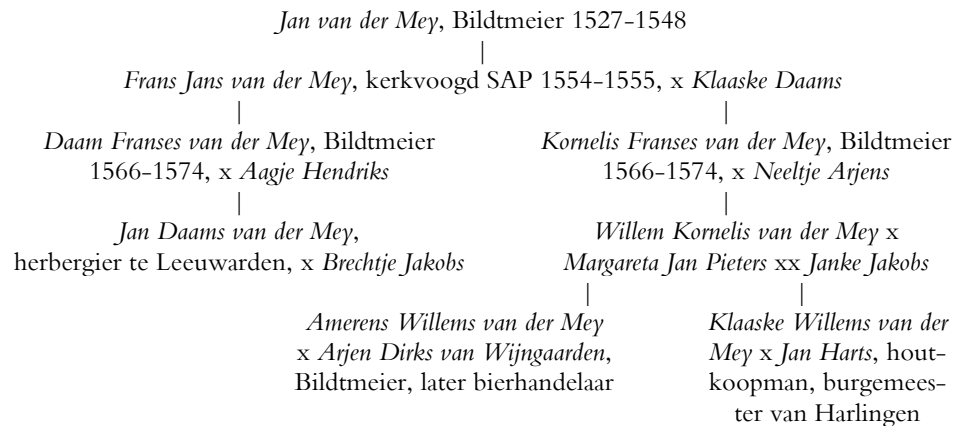 Jan van der Mey, Bildtmeier 1527-1548
Frans Jans van der Mey, kerkvoogd SAP 1554-1555, x Klaaske Daams
Daam Franses van der Mey, Bildtmeier
1566-1574, x Aagje Hendriks
Kornelis Franses van der Mey, Bildtmeier
1566-1574, x Neeltje Arjens
Jan Daams van der Mey,
herbergier te Leeuwarden, x Brechtje Jakobs
Willem Kornelis van der Mey x
Margareta Jan Pieters xx Janke Jakobs
Amerens Willems van der Mey
x Arjen Dirks van Wijngaarden,
Bildtmeier, later bierhandelaar
Klaaske Willems van der
Mey x Jan Harts, hout-
koopman, burgemees-
ter van Harlingen